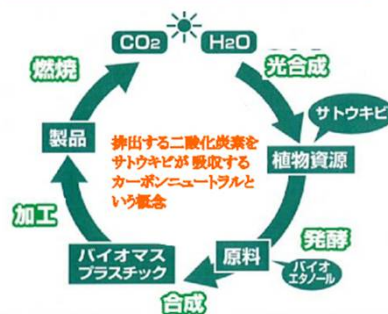 CO2
H2O
光合成
サトウキビ
植物資源
発酵
バイオ
エタノール
原料
合成
バイオマス
プラスチック
加工
製品
燃焼
排出する二酸化炭素を
サトウキビが吸収する
カーボンニュートラルと
いう概念